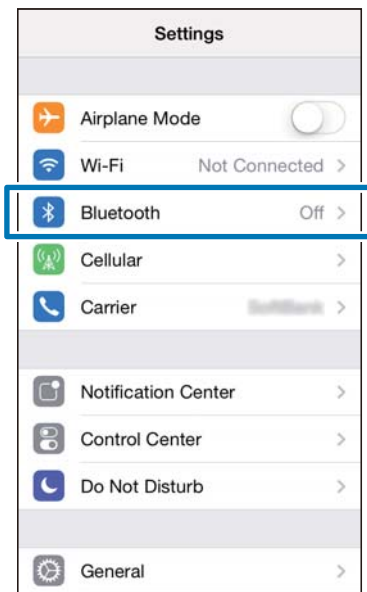 Settings
Airplane Mode
Wi-Fi Not Connected
Bluetooth Off
Cellular
Carrier
Notification Center
Control Center
Do Not Disturb
General